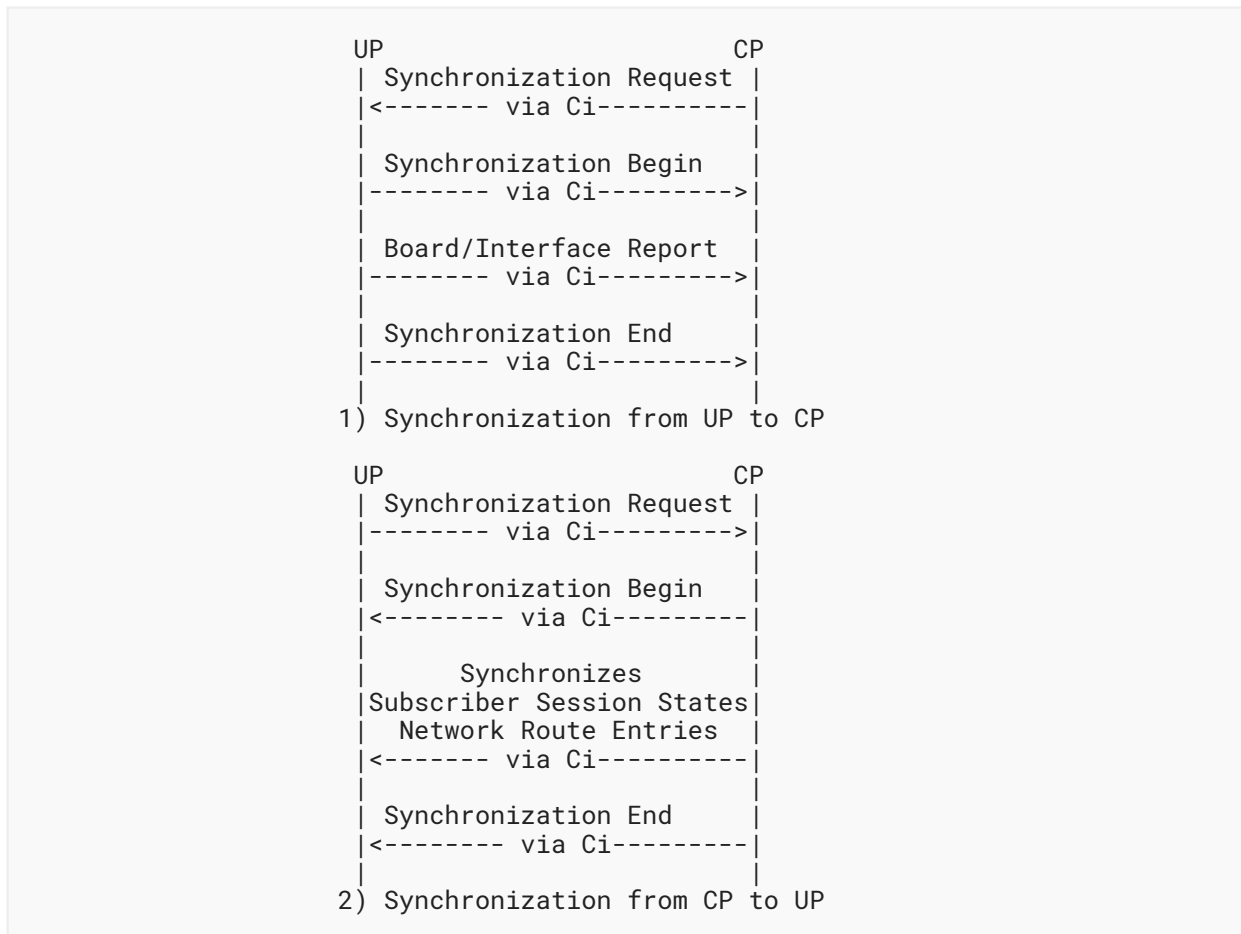 UP                       CP
| Synchronization Request |
|<------- via Ci----------|
|                         |
| Synchronization Begin   |
|-------- via Ci--------->|
|                         |
| Board/Interface Report  |
|-------- via Ci--------->|
|                         |
| Synchronization End     |
|-------- via Ci--------->|
|                         |
1) Synchronization from UP to CP
UP                       CP
| Synchronization Request |
|-------- via Ci--------->|
|                         |
| Synchronization Begin   |
|<-------- via Ci---------|
|                         |
|      Synchronizes       |
|Subscriber Session States|
|  Network Route Entries  |
|<------- via Ci----------|
|                         |
| Synchronization End     |
|<-------- via Ci---------|
|                         |
2) Synchronization from CP to UP